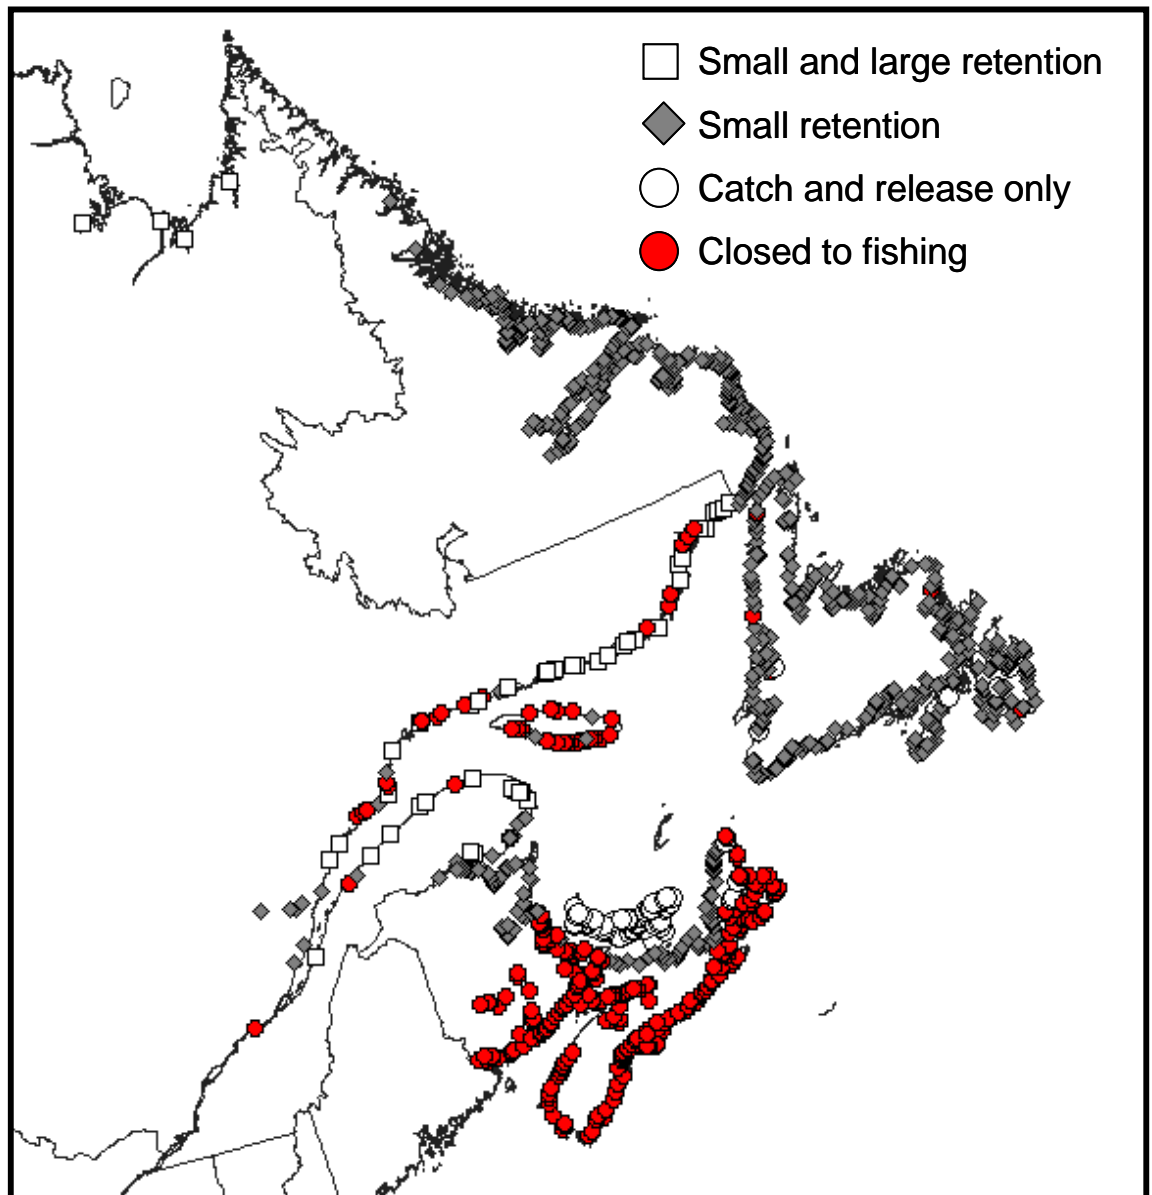 Small and large retention
Small retention
Catch and release only
Closed to fishing